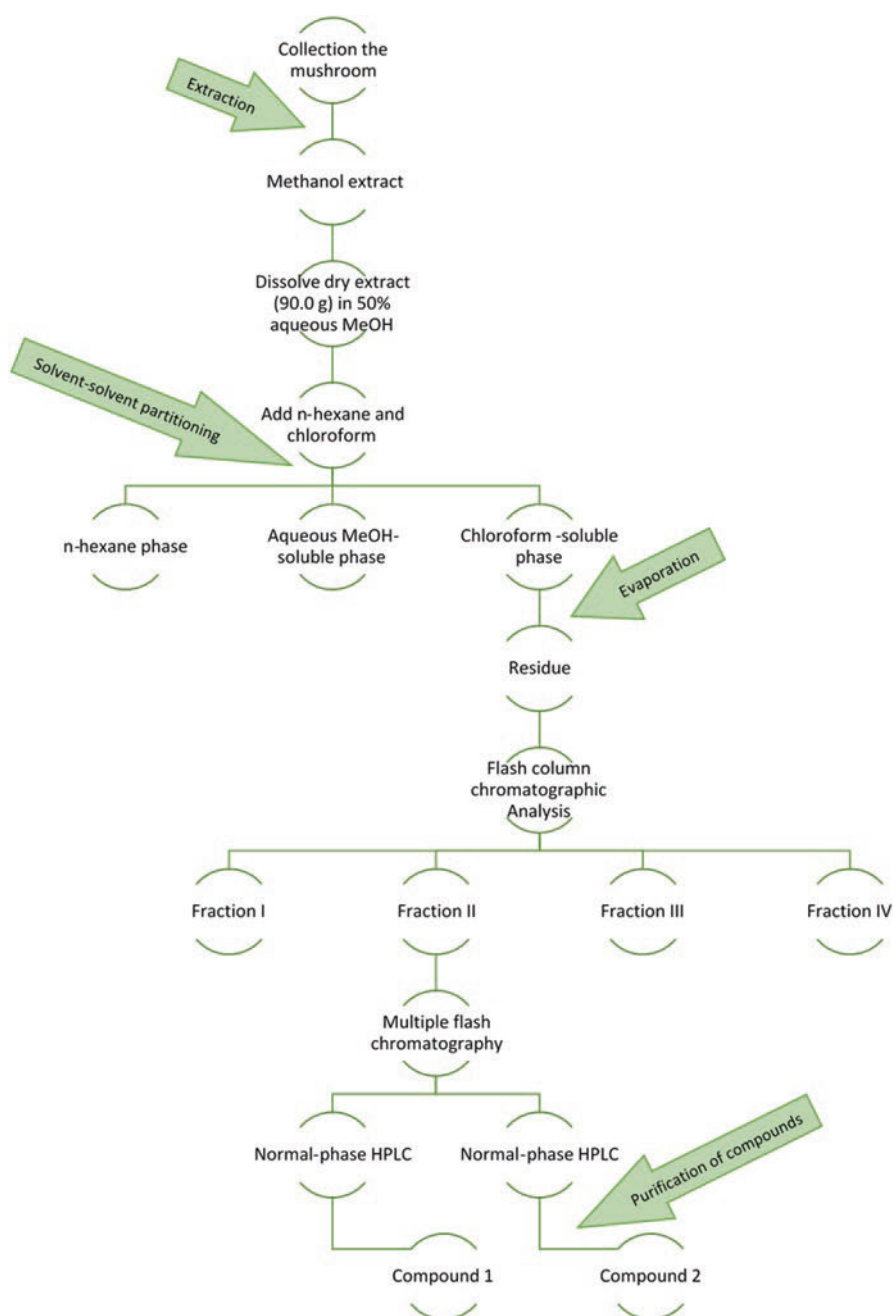 Collection the
mushroom
Extraction
Methanol extract
Dissolve dry extract
(90.0 g) in 50%
aqueous MeOH
Solvent-solvent partitioning
Add n-hexane and
chloroform
n-hexane phase
Aqueous MeOH-
soluble phase
Chloroform -soluble
phase
Evaporation
Residue
Flash column
chromatographic
Analysis
Fraction I
Fraction II
Fraction III
Fraction IV
Multiple flash
chromatography
Normal-phase HPLC
Normal-phase HPLC
Purification of compounds
Compound 1
Compound 2